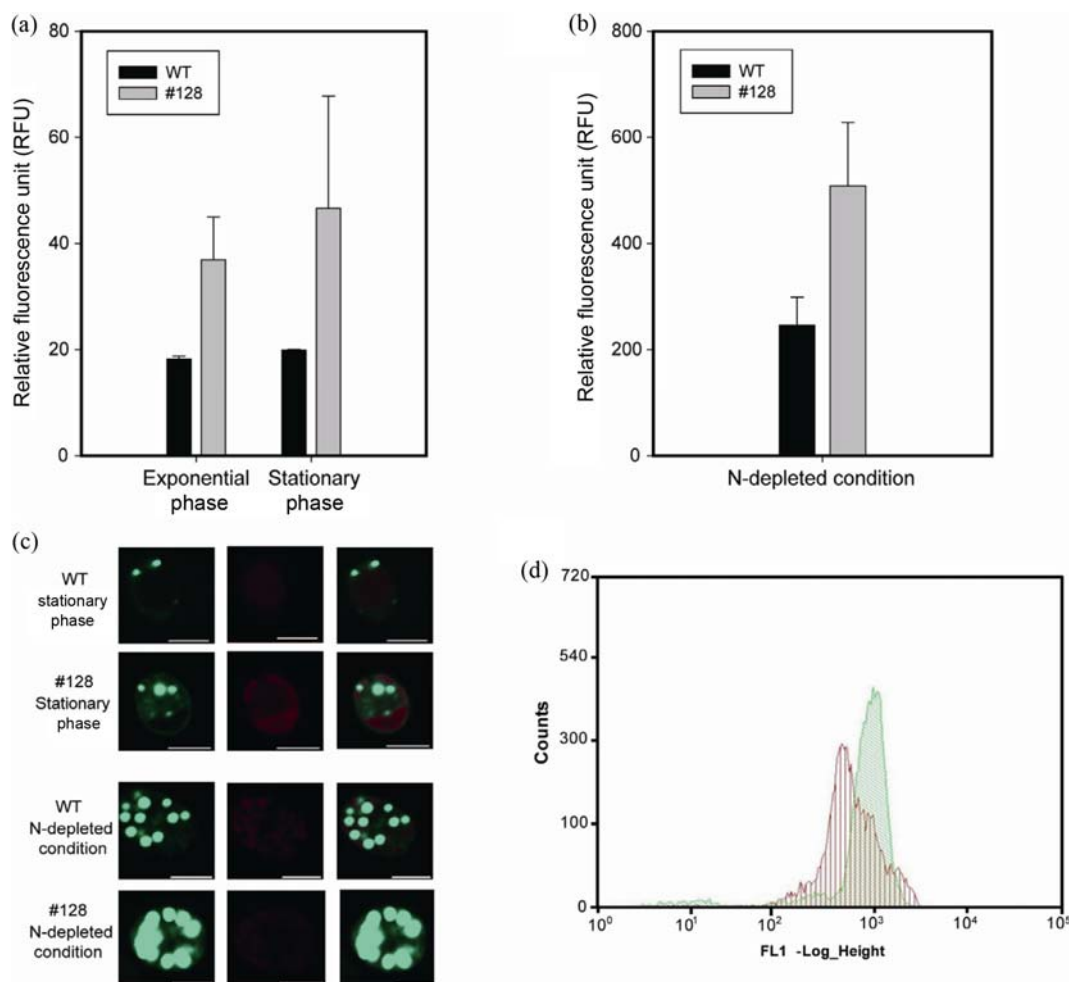 (a)
80
60
40
20
0
Relative fluorescence unit (RFU)
WT
#128
Exponential
phase
Stationary
phase
(b)
800
600
400
200
0
Relative fluorescence unit (RFU)
WT
#128
N-depleted condition
(c)
WT
stationary
phase
#128
Stationary
phase
WT
N-depleted
condition
#128
N-depleted
condition
(d)
720
540
300
100
0
Counts
10⁰ 10¹ 10² 10³ 10⁴ 10⁵
FL1 -Log_Height